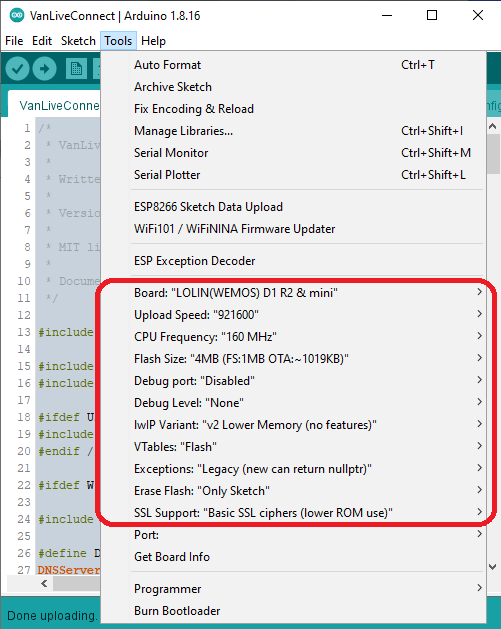 VanLiveConnect | Arduino 1.8.16
File Edit Sketch Tools Help
VanLiveConnect
Auto Format Ctrl+T
Archive Sketch
Fix Encoding & Reload
Manage Libraries... Ctrl+Shift+I
Serial Monitor Ctrl+Shift+M
Serial Plotter Ctrl+Shift+L
ESP8266 Sketch Data Upload
WiFi101 / WiFiNINA Firmware Updater
ESP Exception Decoder
Board: "LOLIN(WEMOS) D1 R2 & mini"
Upload Speed: "921600"
CPU Frequency: "160 MHz"
Flash Size: "4MB (FS:1MB OTA:~1019KB)"
Debug port: "Disabled"
Debug Level: "None"
lwIP Variant: "v2 Lower Memory (no features)"
VTables: "Flash"
Exceptions: "Legacy (new can return nullptr)"
Erase Flash: "Only Sketch"
SSL Support: "Basic SSL ciphers (lower ROM use)"
Port:
Get Board Info
Programmer
Burn Bootloader
1 /*
2 * VanLiv
3 *
4 * Writte
5 *
6 * Versio
7 *
8 * MIT li
9 *
10 * Docume
11 */
12
13 #include
14
15 #include
16 #include
17
18 #ifdef U
19 #include
20 #endif /
21
22 #ifdef W
23
24 #include
25
26 #define D
27 DNSServer
Done uploading.